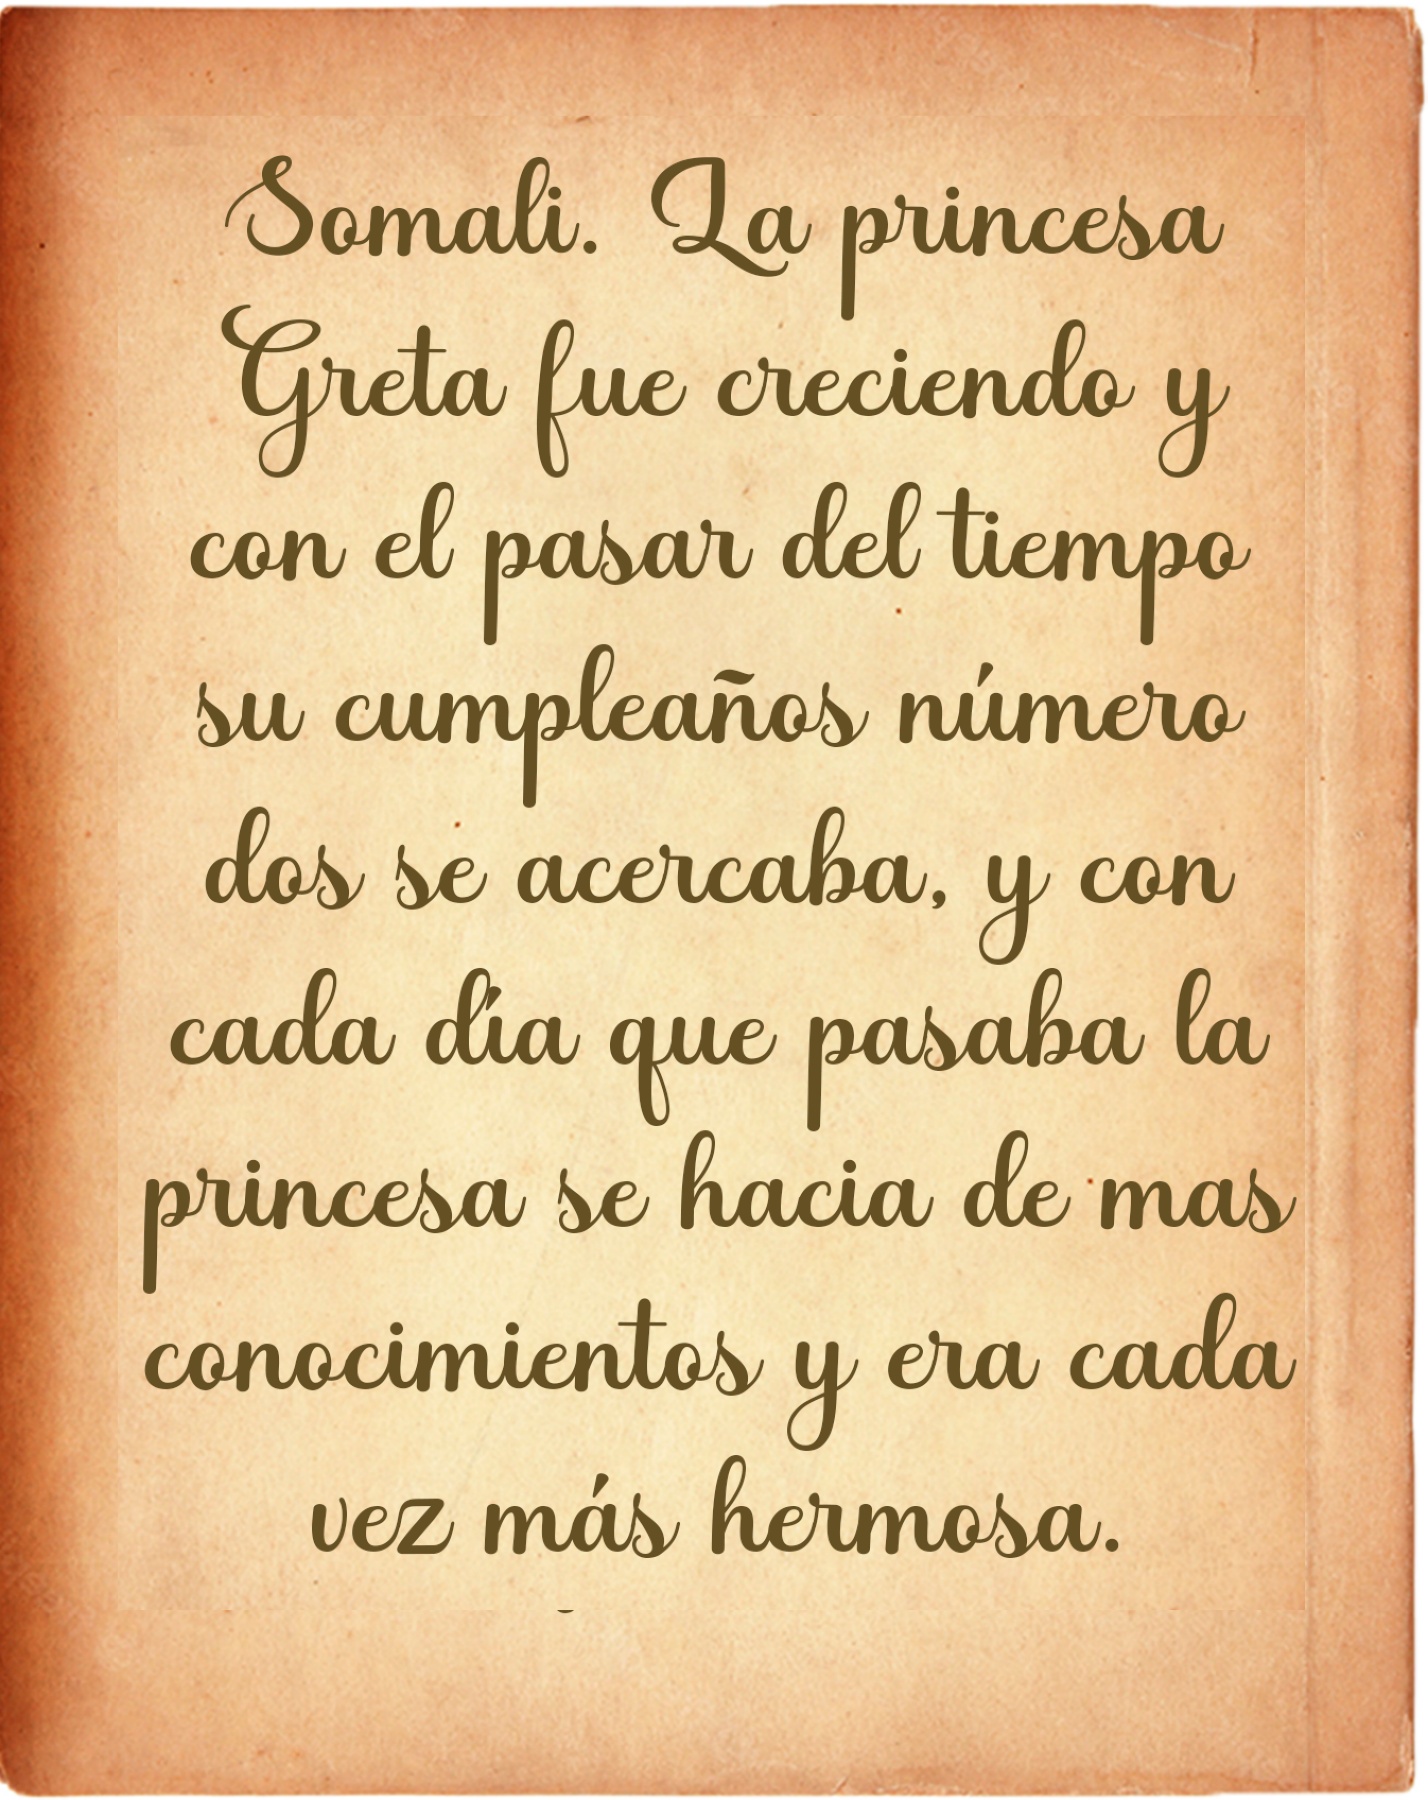 Somali. La princesa
Greta fue creciendo y
con el pasar del tiempo
su cumpleaños número
dos se acercaba, y con
cada día que pasaba la
princesa se hacia de mas
conocimientos y era cada
vez más hermosa.